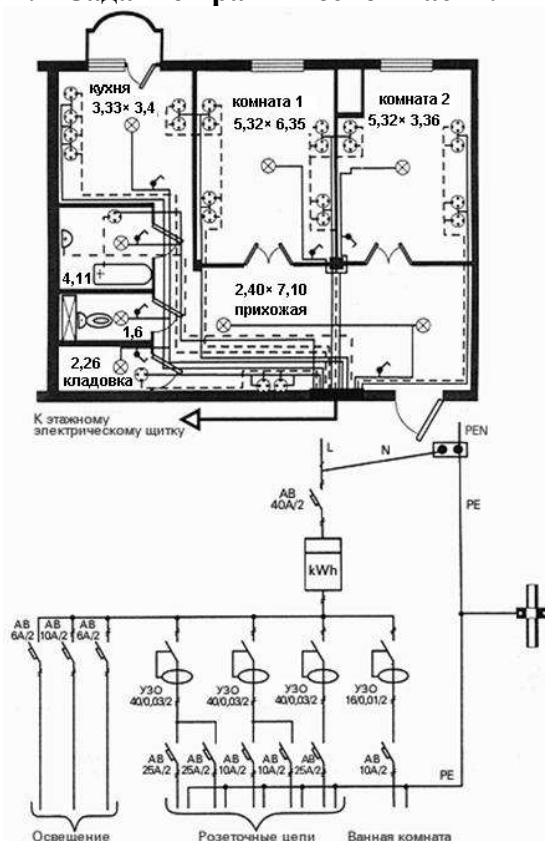 кухня
3,33× 3,4
комната 1
5,32× 6,35
комната 2
5,32× 3,36
4,11
2,40× 7,10
прихожая
1,6
2,26
кладовка
К этажному
электрическому щитку
L
N
PEN
АВ
40А/2
PE
kWh
АВ
6А/2
АВ
10А/2
АВ
6А/2
УЗО
40/0,03/2
УЗО
40/0,03/2
УЗО
40/0,03/2
УЗО
16/0,01/2
АВ
25А/2
АВ
25А/2
АВ
10А/2
АВ
10А/2
АВ
25А/2
АВ
10А/2
PE
Освещение
Розеточные цепи
Ванная комната